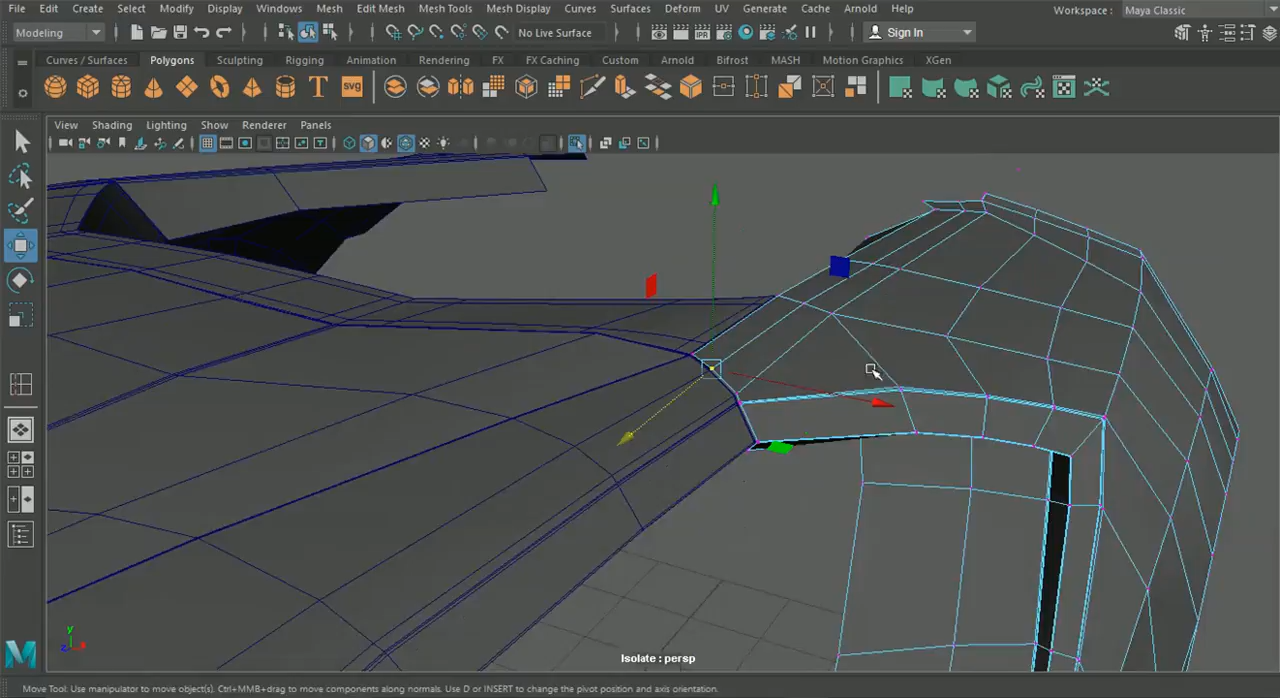 File Edit Create Select Modify Display Windows Mesh Edit Mesh Mesh Tools Mesh Display Curves Surfaces Deform UV Generate Cache Arnold Help Workspace : Maya Classic
Modeling No Live Surface Sign In
Curves / Surfaces Polygons Sculpting Rigging Animation Rendering FX FX Caching Custom Arnold Bifrost MASH Motion Graphics XGen
T SVG
View Shading Lighting Show Renderer Panels
IPR
y
z
Isolate : persp
M
Move Tool: Use manipulator to move object(s). Ctrl+MMB+drag to move components along normals. Use D or INSERT to change the pivot position and axis orientation.